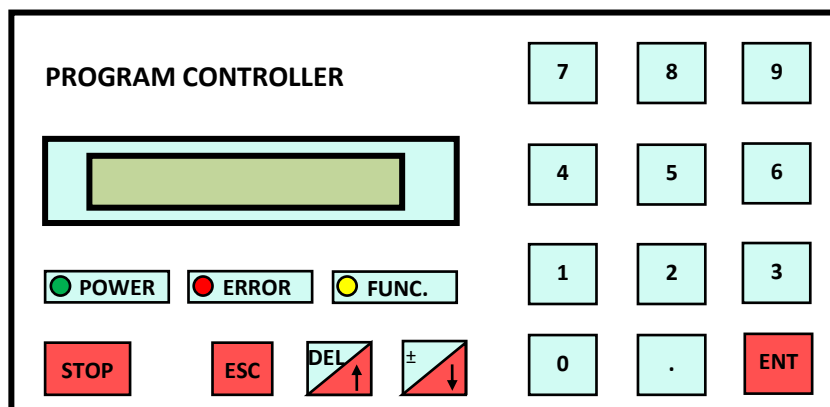 PROGRAM CONTROLLER
7 8 9
4 5 6
1 2 3
POWER ERROR FUNC.
STOP ESC DEL ± 0 . ENT